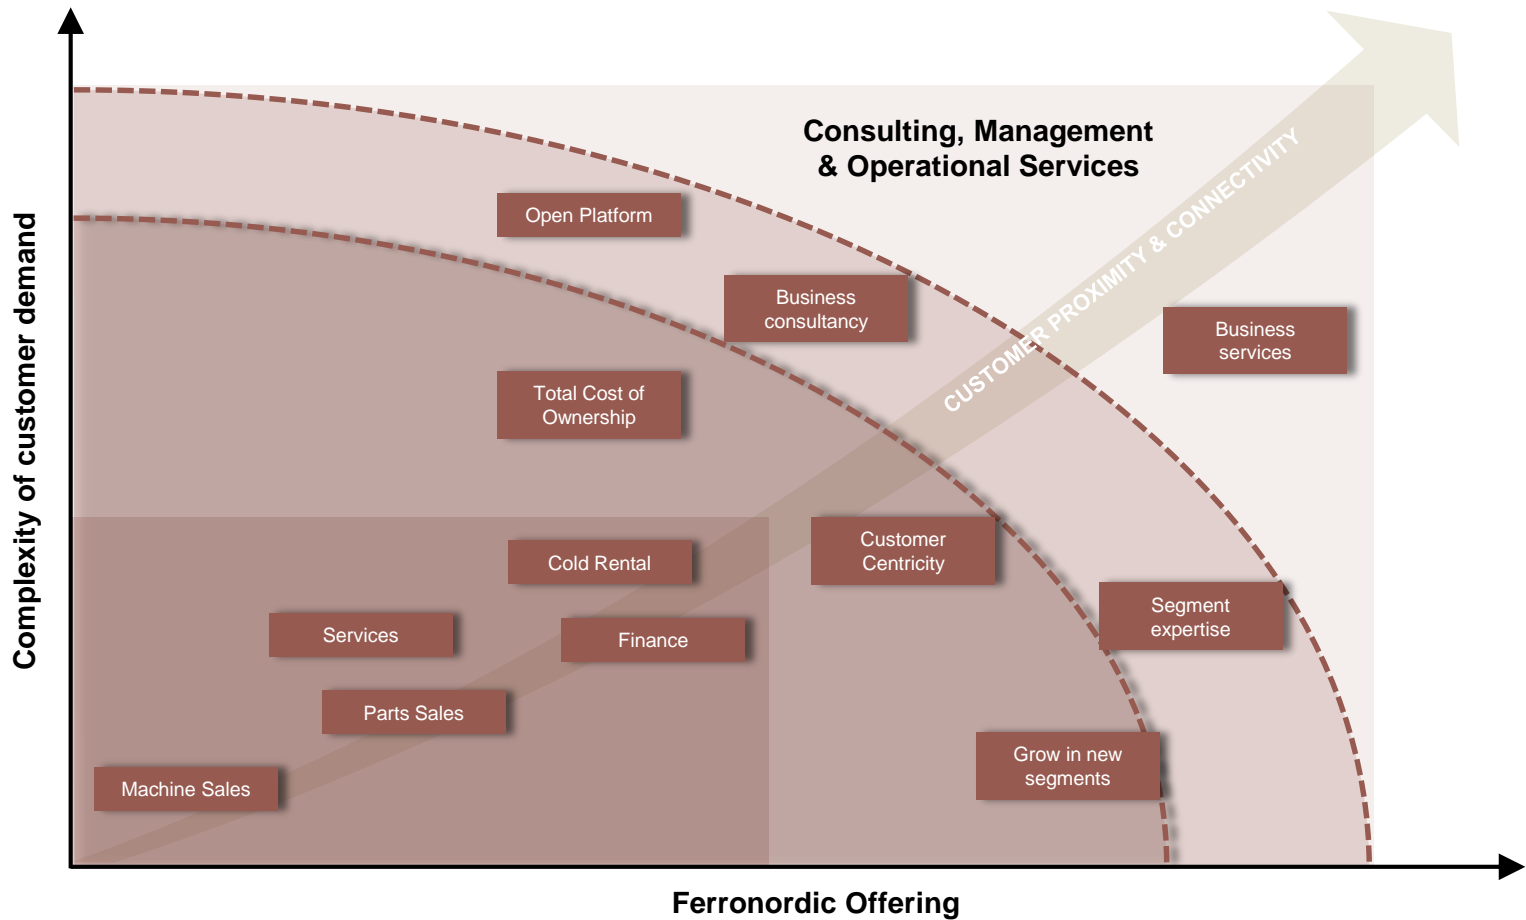 Complexity of customer demand
Consulting, Management
& Operational Services
CUSTOMER PROXIMITY & CONNECTIVITY
Open Platform
Business
consultancy
Business
services
Total Cost of
Ownership
Cold Rental
Customer
Centricity
Segment
expertise
Services
Finance
Parts Sales
Grow in new
segments
Machine Sales
Ferronordic Offering